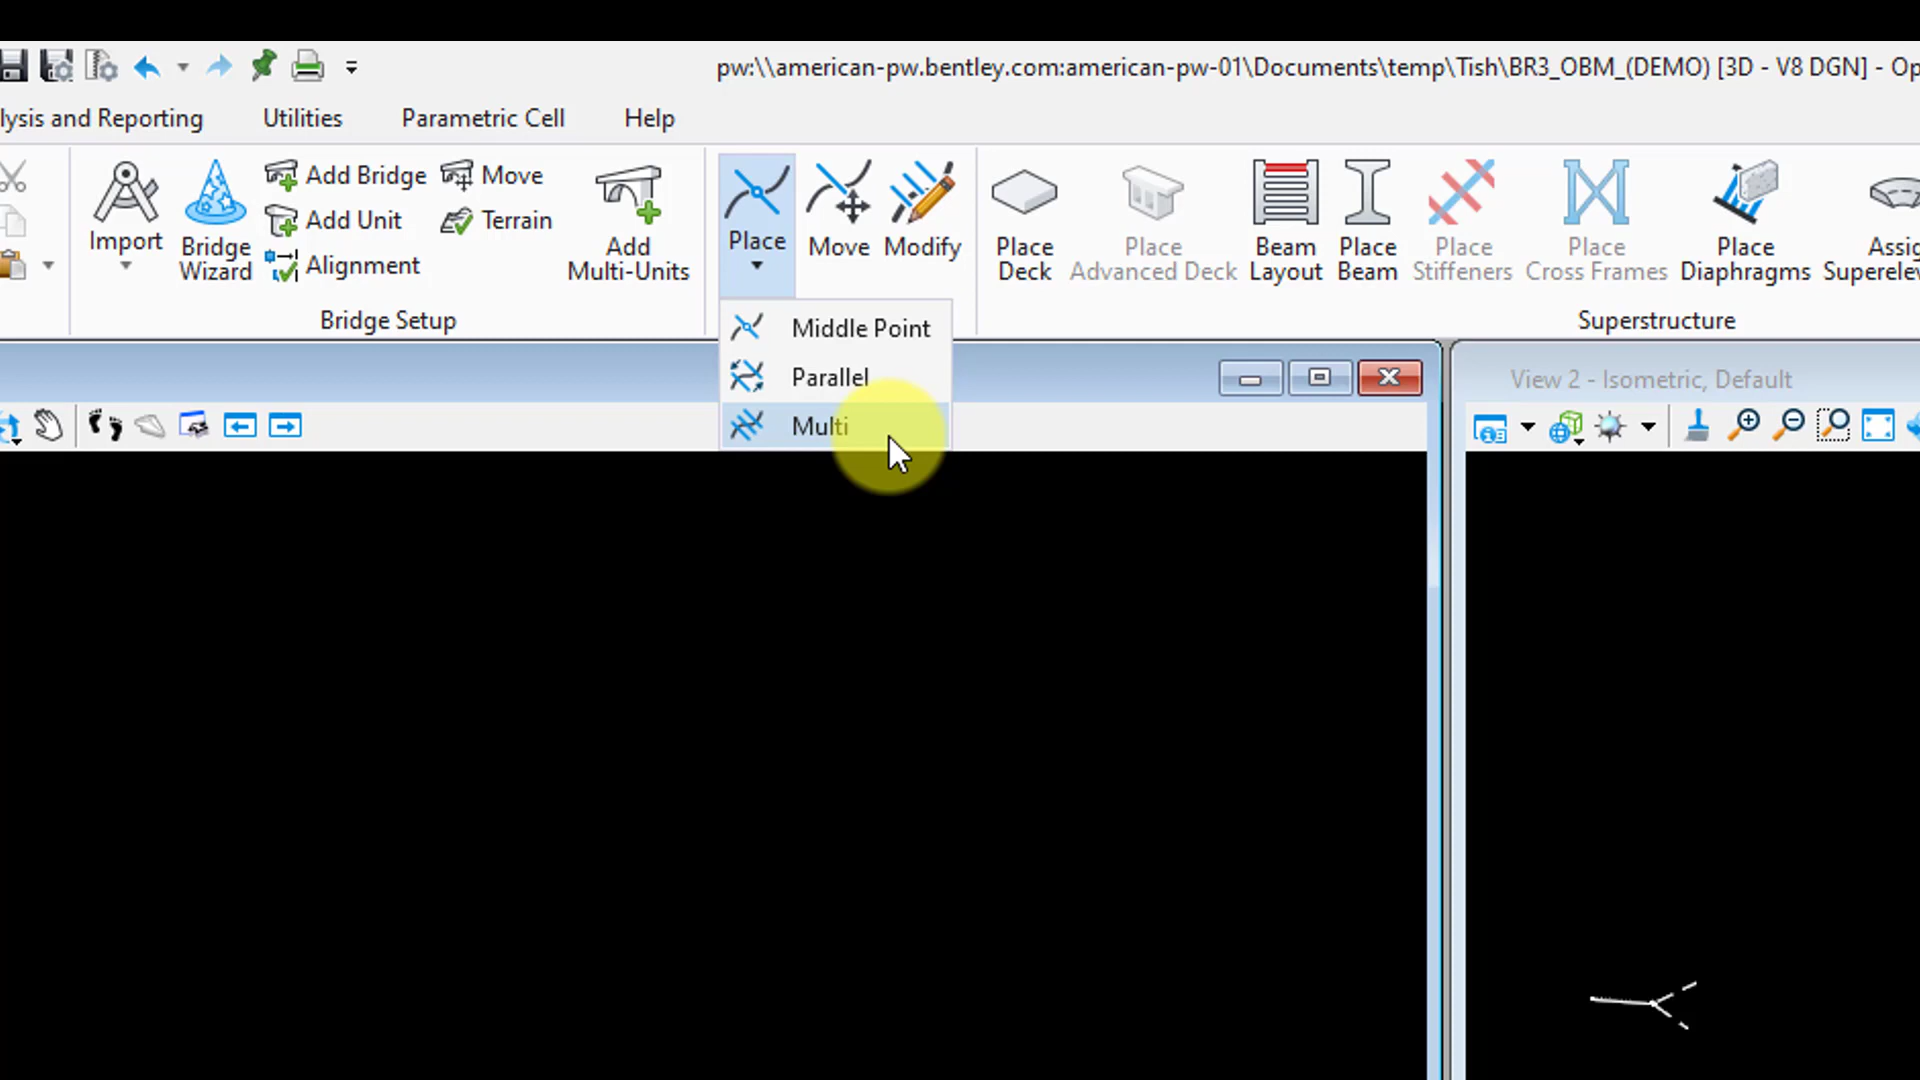 pw:\\american-pw.bentley.com:american-pw-01\Documents\temp\Tish\BR3_OBM_(DEMO) [3D - V8 DGN] - Op
lysis and Reporting
Utilities
Parametric Cell
Help
Import
Bridge
Wizard
Add Bridge
Add Unit
Alignment
Move
Terrain
Add
Multi-Units
Bridge Setup
Place
Move
Modify
Place
Deck
Place
Advanced Deck
Beam
Layout
Place
Beam
Place
Stiffeners
Place
Cross Frames
Place
Diaphragms
Assig
Superelev
Superstructure
Middle Point
Parallel
Multi
View 2 - Isometric, Default